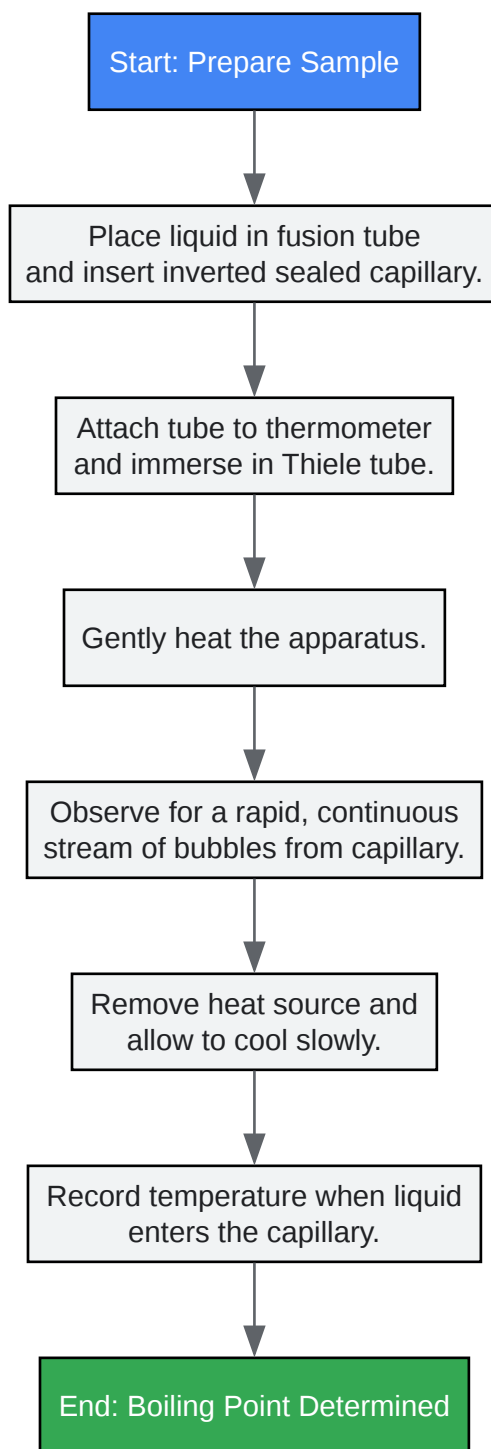 Start: Prepare Sample
Place liquid in fusion tube
and insert inverted sealed capillary.
Attach tube to thermometer
and immerse in Thiele tube.
Gently heat the apparatus.
Observe for a rapid, continuous
stream of bubbles from capillary.
Remove heat source and
allow to cool slowly.
Record temperature when liquid
enters the capillary.
End: Boiling Point Determined